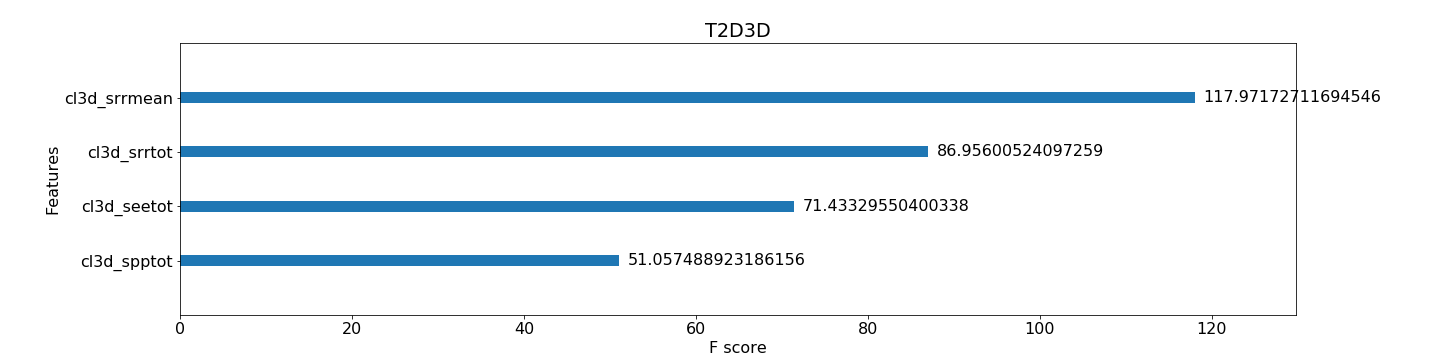 T2D3D
cl3d_srrmean
117.97172711694546
cl3d_srrtot
86.95600524097259
cl3d_seetot
71.43329550400338
cl3d_spptot
51.057488923186156
Features
0 20 40 60 80 100 120
F score